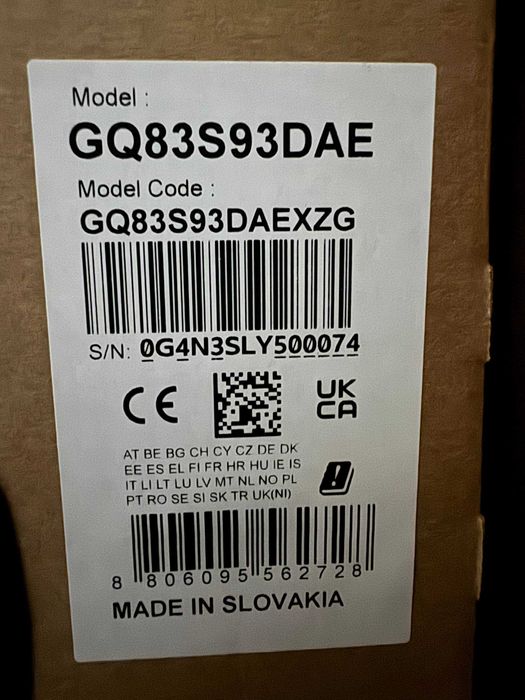 Model :
GQ83S93DAE
Model Code :
GQ83S93DAEXZG
S/N: 0G4N3SLY500074
CE
UK
CA
AT BE BG CH CY CZ DE DK
EE ES EL FI FR HR HU IE IS
IT LI LT LU LV MT NL NO PL
PT RO SE SI SK TR UK(NI)
8 806095 562728
MADE IN SLOVAKIA